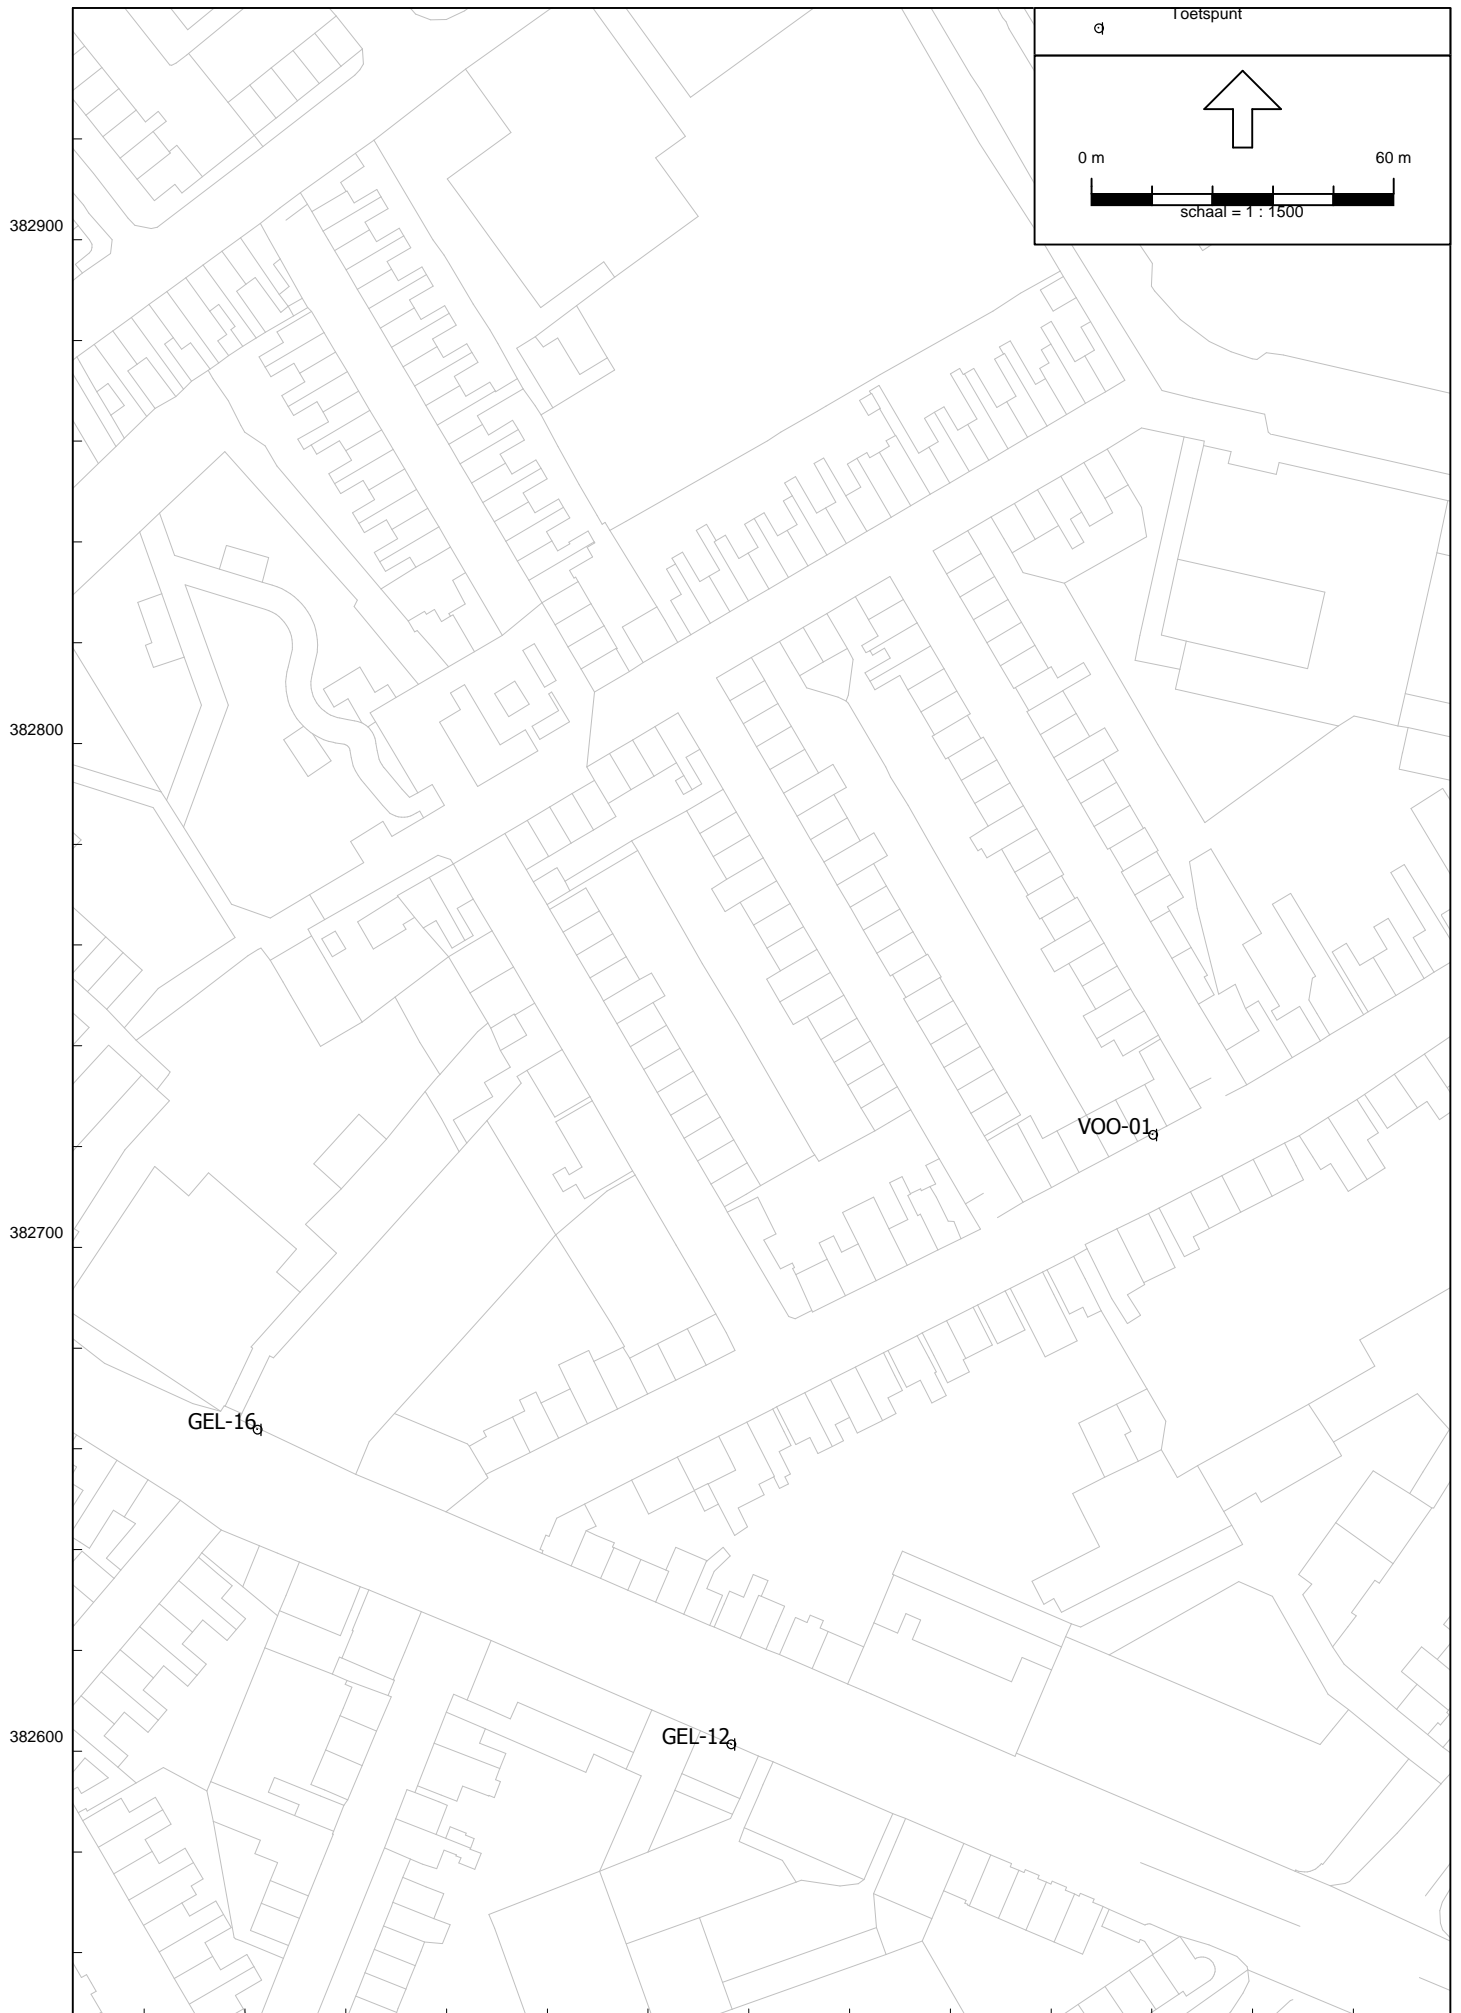 Toetspunt
0 m 60 m
schaal = 1 : 1500
382900
382800
VOO-01
382700
GEL-16
382600
GEL-12